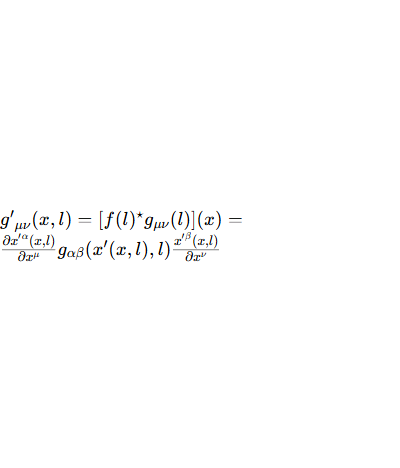 g′_{μν}(x, l) = [f(l)^⋆ g_{μν}(l)](x) =
\frac{∂x′^α(x,l)}{∂x^μ} g_{αβ}(x′(x, l), l) \frac{x′^β(x,l)}{∂x^ν}